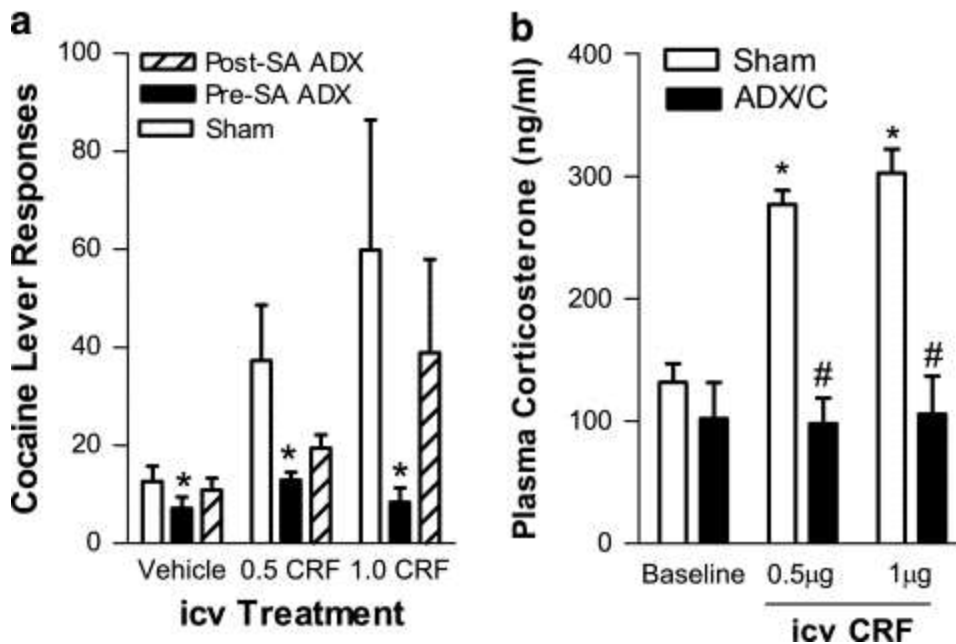 a
Cocaine Lever Responses
100
80
60
40
20
0
Post-SA ADX
Pre-SA ADX
Sham
*
*
*
Vehicle 0.5 CRF 1.0 CRF
icv Treatment
b
Plasma Corticosterone (ng/ml)
400
300
200
100
0
Sham
ADX/C
*
*
#
#
Baseline 0.5µg 1µg
icv CRF